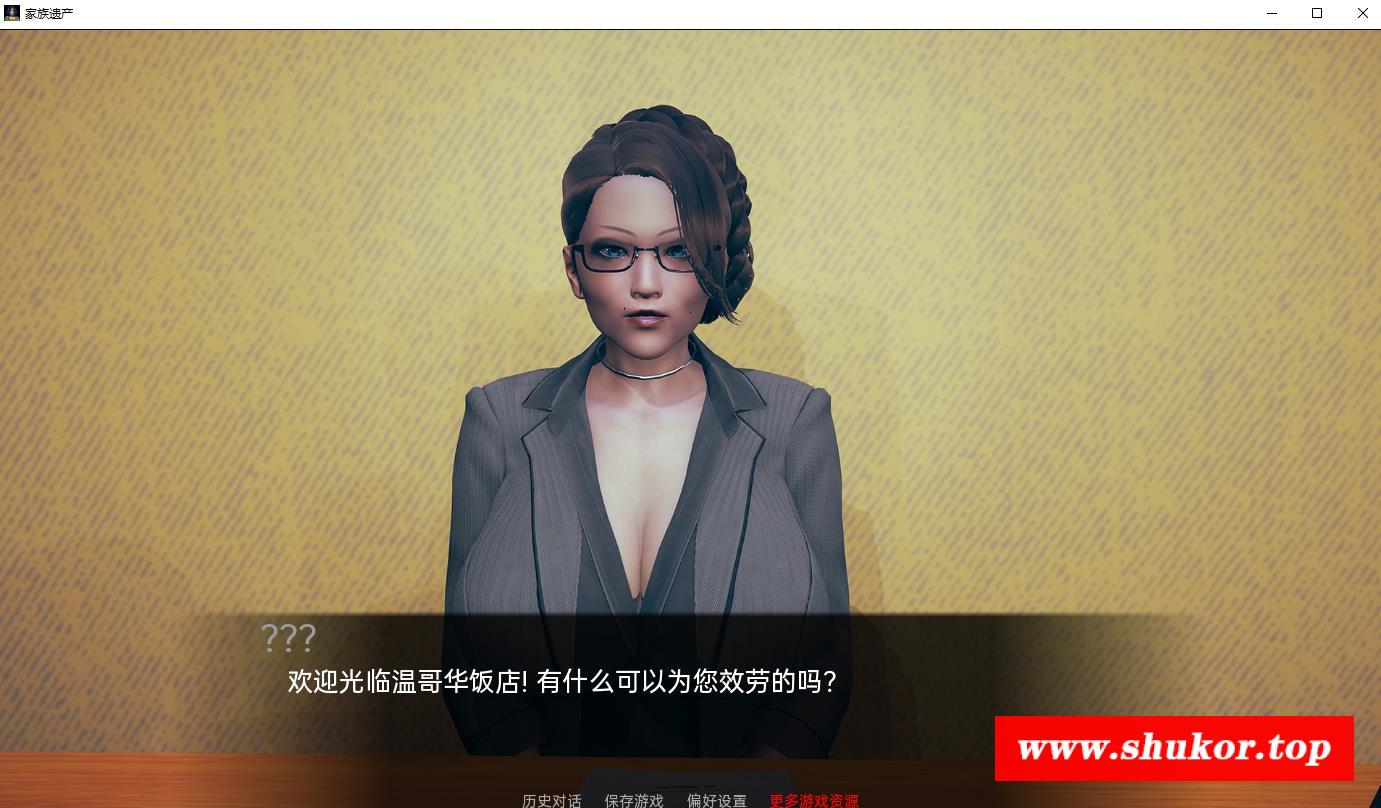 家族遗产
???
欢迎光临温哥华饭店! 有什么可以为您效劳的吗?
www.shukor.top
历史对话 保存游戏 偏好设置 更多游戏资源